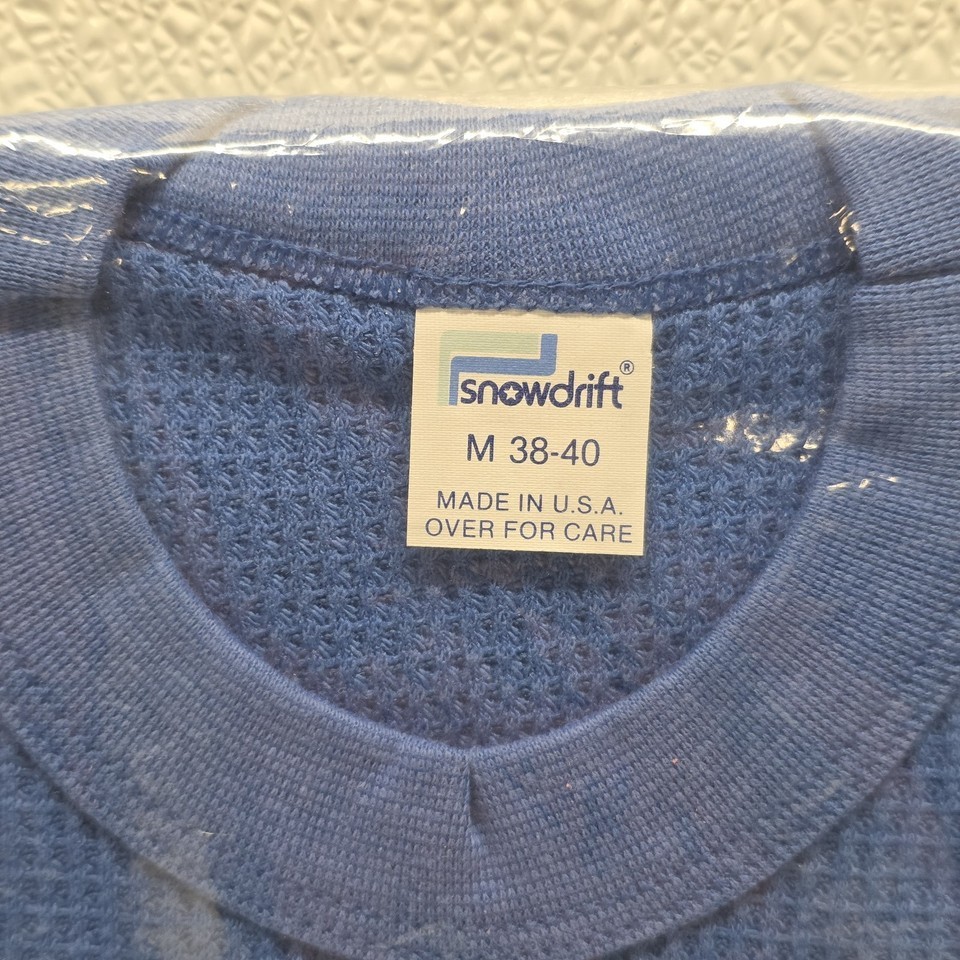 snowdrift®
M 38-40
MADE IN U.S.A.
OVER FOR CARE